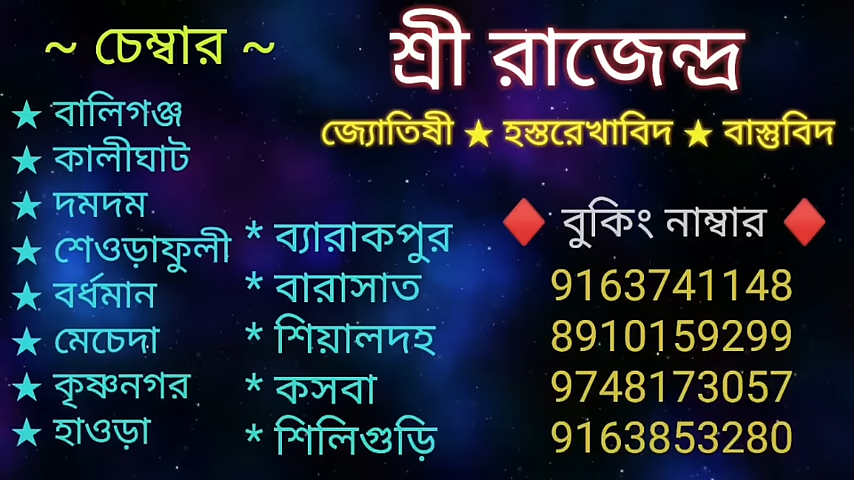 ~ চেম্বার ~
★ বালিগঞ্জ
★ কালীঘাট
★ দমদম
★ শেওড়াফুলী
★ বর্ধমান
★ মেচেদা
★ কৃষ্ণনগর
★ হাওড়া
* ব্যারাকপুর
* বারাসাত
* শিয়ালদহ
* কসবা
* শিলিগুড়ি
শ্রী রাজেন্দ্র
জ্যোতিষী ★ হস্তরেখাবিদ ★ বাস্তুবিদ
♦ বুকিং নাম্বার ♦
9163741148
8910159299
9748173057
9163853280